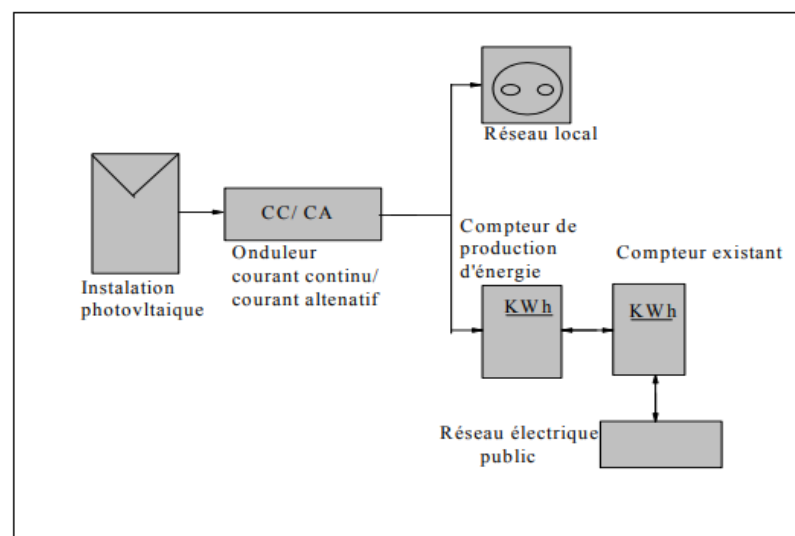 Réseau local
CC/ CA
Onduleur
courant continu/
courant altenatif
Instalation
photovltaique
Compteur de
production
d'énergie
Compteur existant
KWh
KWh
Réseau électrique
public